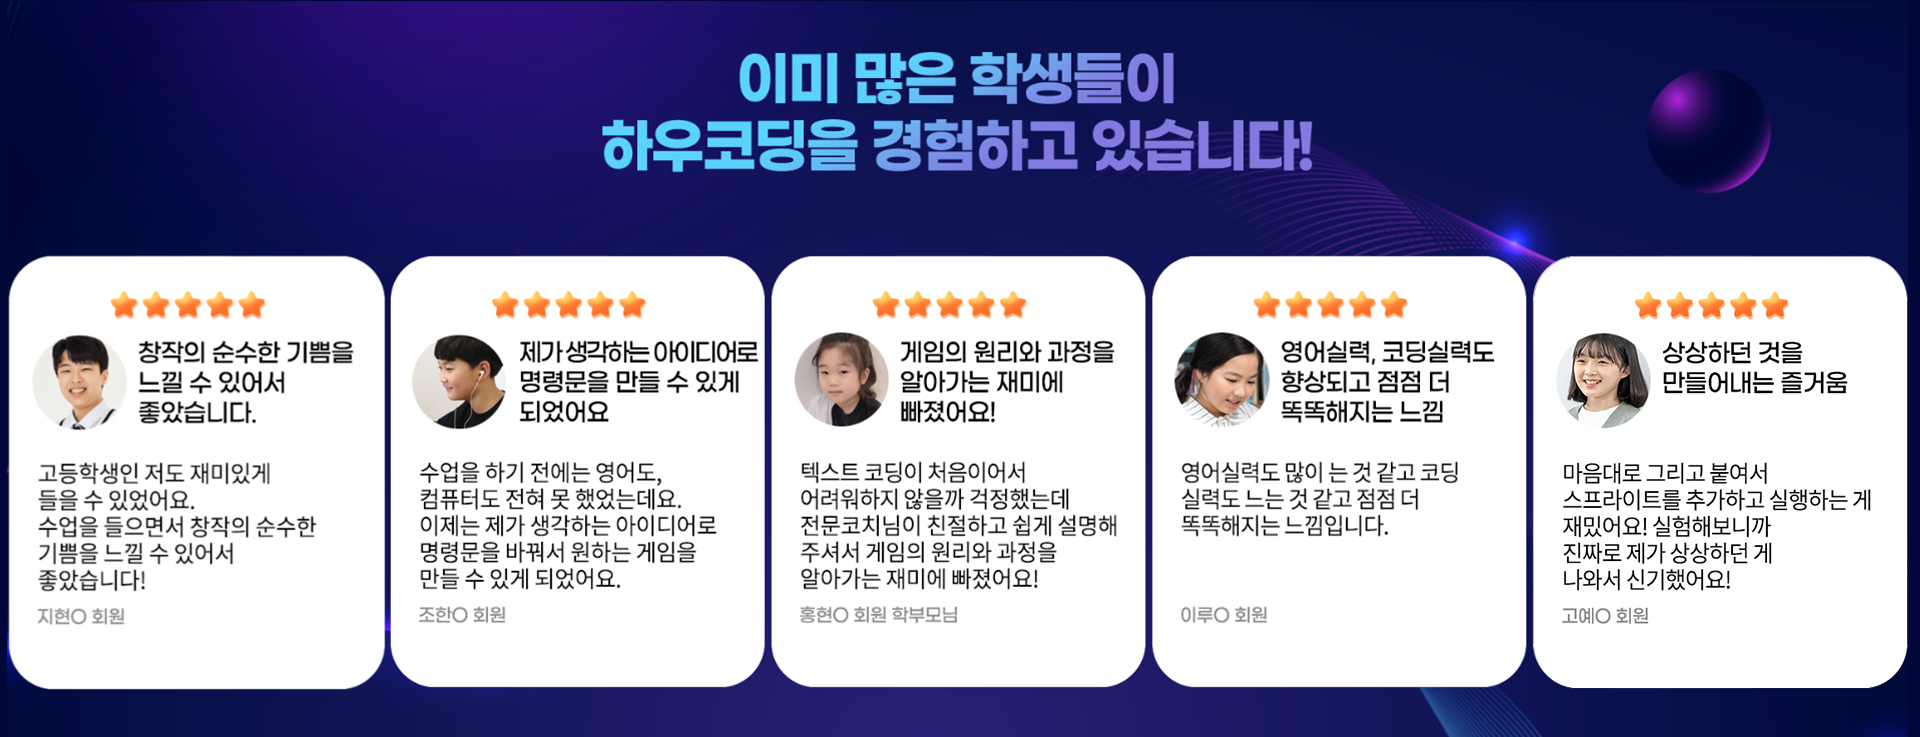 이미 많은 학생들이
하우코딩을 경험하고 있습니다!
창작의 순수한 기쁨을
느낄 수 있어서
좋았습니다.
고등학생인 저도 재미있게
들을 수 있었어요.
수업을 들으면서 창작의 순수한
기쁨을 느낄 수 있어서
좋았습니다!
지현O 회원
제가 생각하는 아이디어로
명령문을 만들 수 있게
되었어요
수업을 하기 전에는 영어도,
컴퓨터도 전혀 못 했었는데요.
이제는 제가 생각하는 아이디어로
명령문을 바꿔서 원하는 게임을
만들 수 있게 되었어요.
조한O 회원
게임의 원리와 과정을
알아가는 재미에
빠졌어요!
텍스트 코딩이 처음이어서
어려워하지 않을까 걱정했는데
전문코치님이 친절하고 쉽게 설명해
주셔서 게임의 원리와 과정을
알아가는 재미에 빠졌어요!
홍현O 회원 학부모님
영어실력, 코딩실력도
향상되고 점점 더
똑똑해지는 느낌
영어실력도 많이 는 것 같고 코딩
실력도 느는 것 같고 점점 더
똑똑해지는 느낌입니다.
이루O 회원
상상하던 것을
만들어내는 즐거움
마음대로 그리고 붙여서
스프라이트를 추가하고 실행하는 게
재밌어요! 실험해보니까
진짜로 제가 상상하던 게
나와서 신기했어요!
고예O 회원